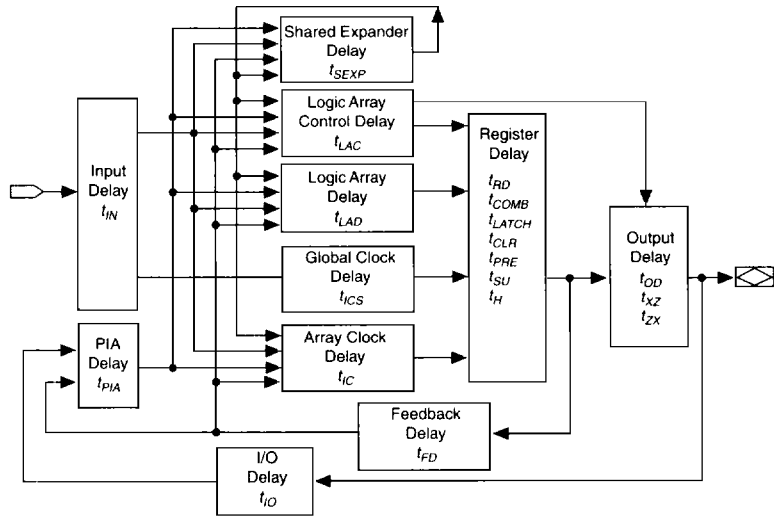 Shared Expander
Delay
tSEXP
Logic Array
Control Delay
tLAC
Register
Delay
tRD
tCOMB
tLATCH
tCLR
tPRE
tSU
tH
Input
Delay
tIN
Logic Array
Delay
tLAD
Output
Delay
tOD
tXZ
tZX
Global Clock
Delay
tICS
PIA
Delay
tPIA
Array Clock
Delay
tIC
Feedback
Delay
tFD
I/O
Delay
tIO